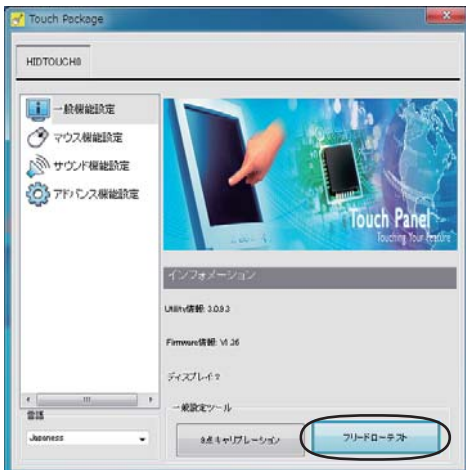 Touch Package
HIDTOUCH0
一般機能設定
マウス機能設定
サウンド機能設定
アドバンス機能設定
Touch Panel
Touching Your Feature
インフォメーション
Utility情報: 3.0.9.3
Firmware情報: V1.26
ディスプレイ: ?
一般設定ツール
言語
Japanese
9点キャリブレーション
フリードローテスト